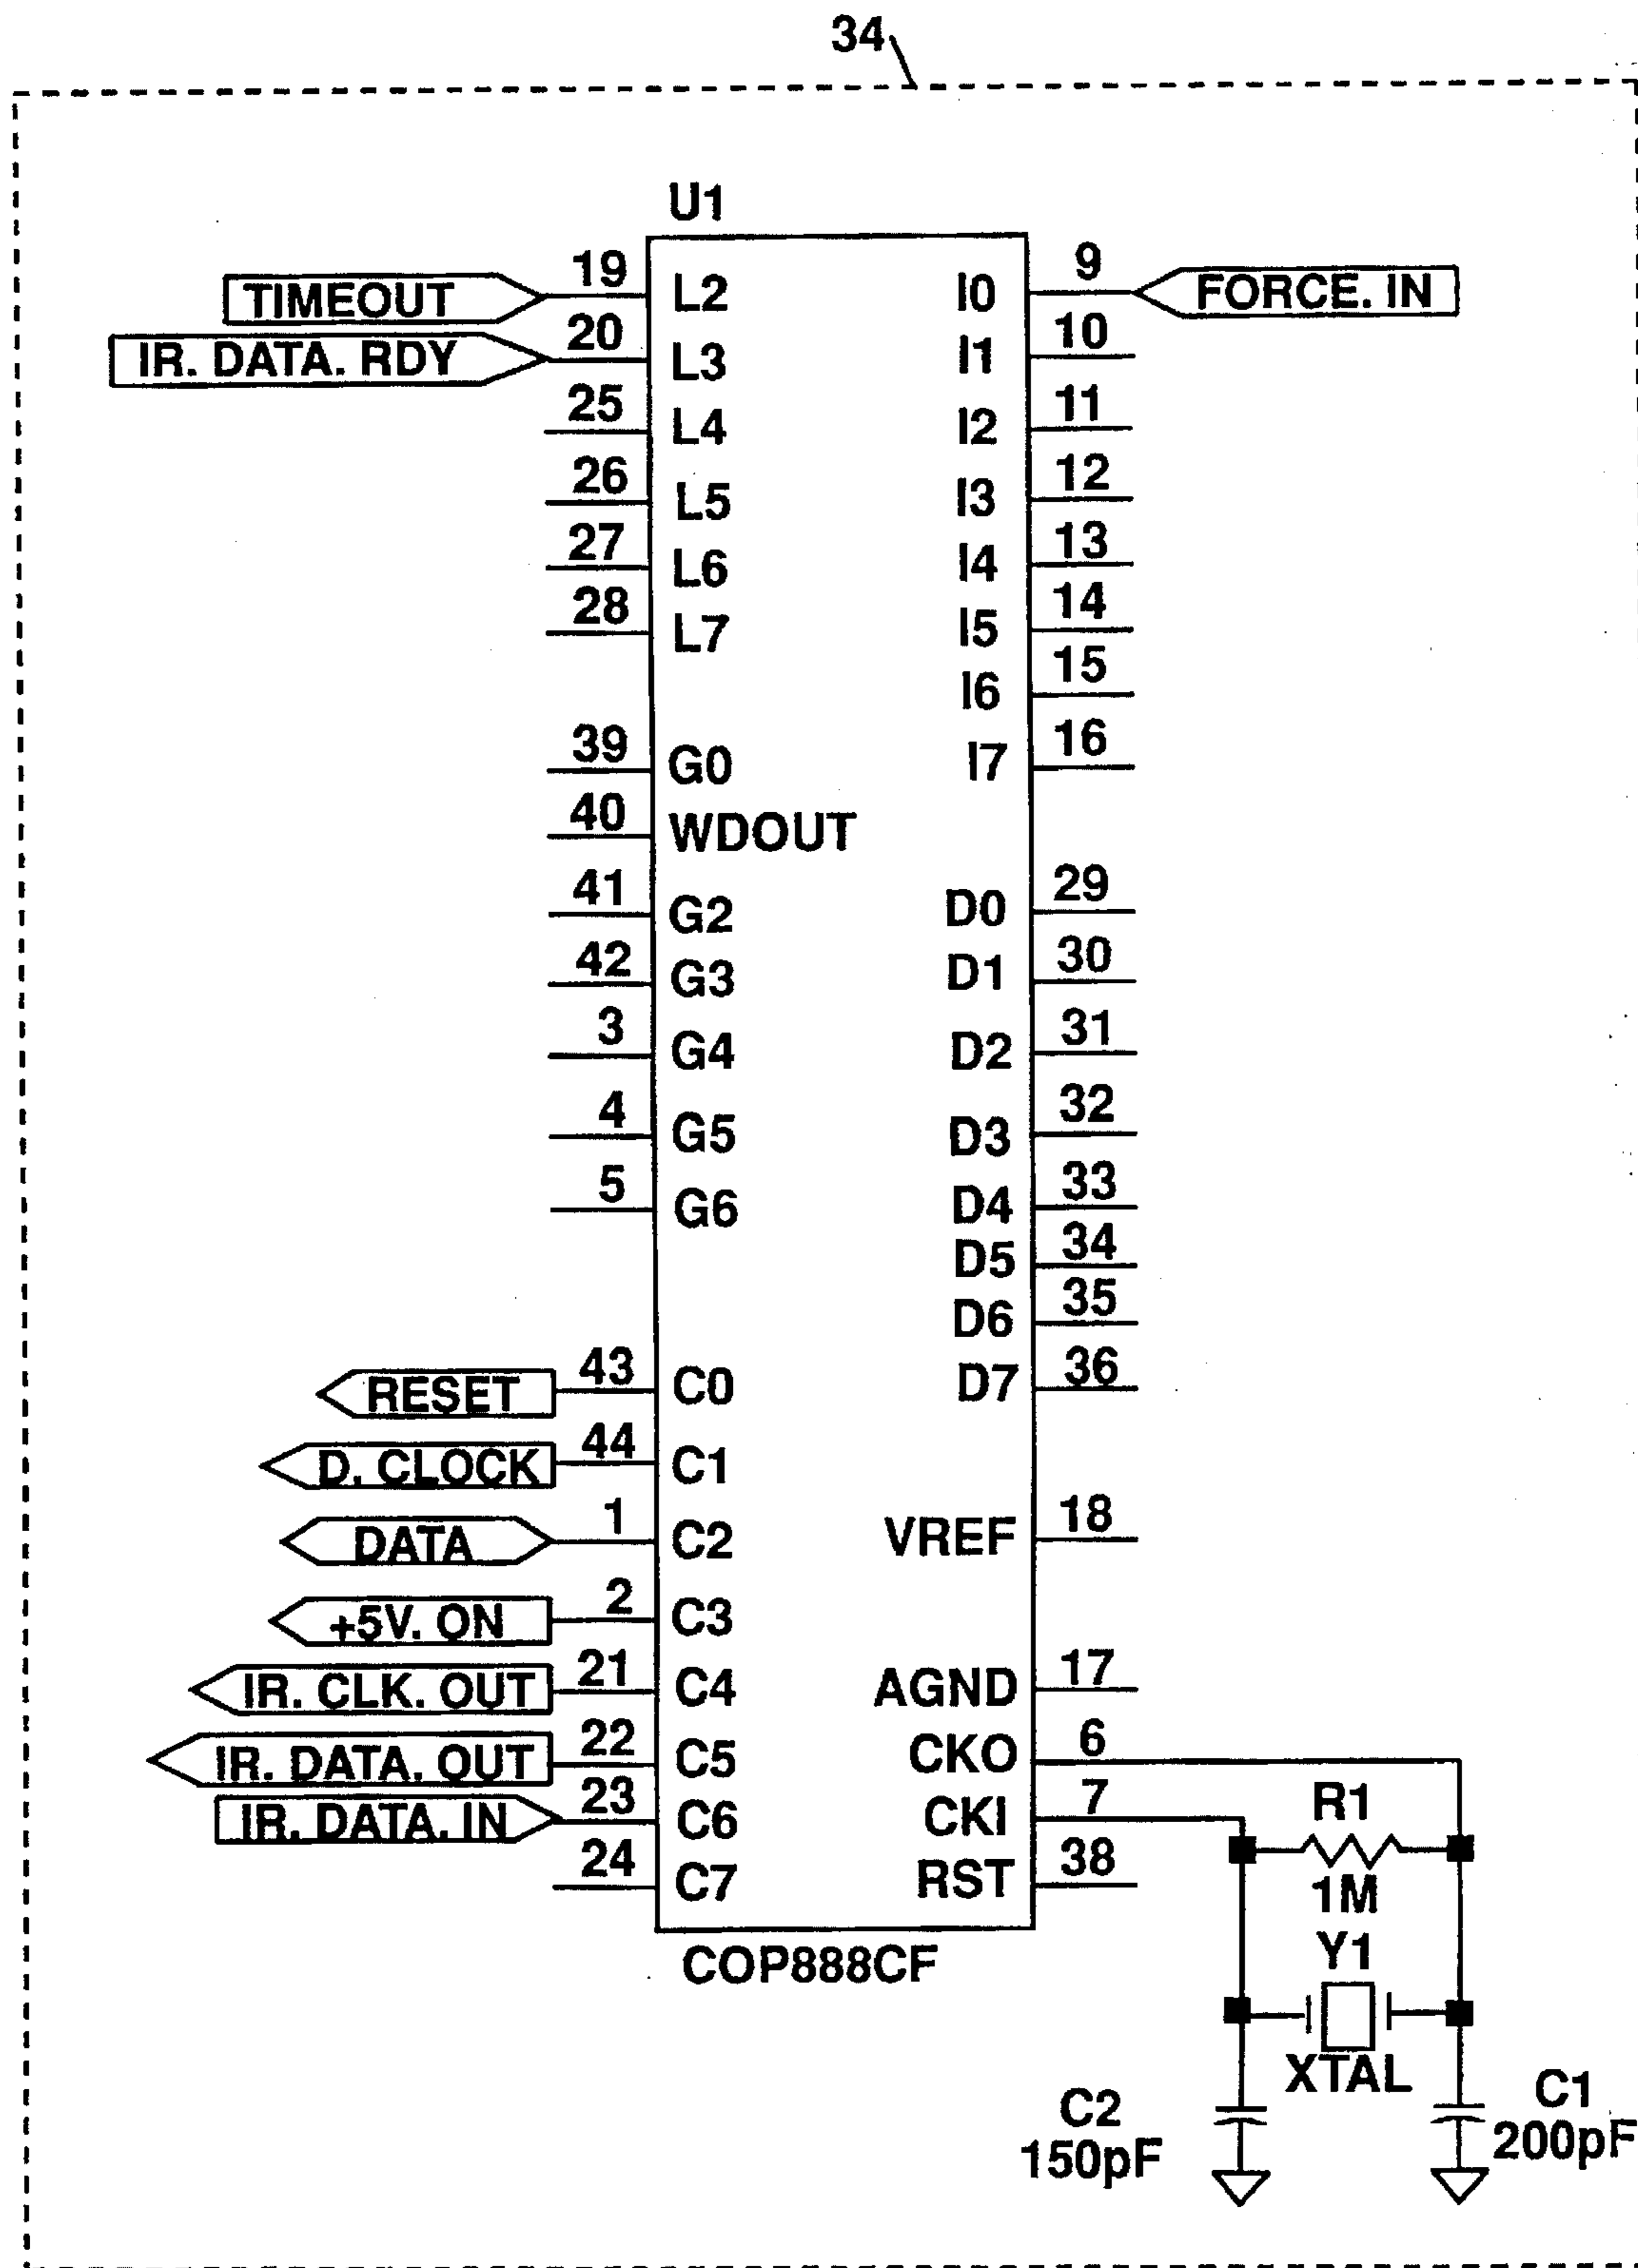 34
U1
TIMEOUT 19 L2
IR. DATA. RDY 20 L3
25 L4
26 L5
27 L6
28 L7
39 G0
40 WDOUT
41 G2
42 G3
3 G4
4 G5
5 G6
RESET 43 C0
D. CLOCK 44 C1
DATA 1 C2
+5V. ON 2 C3
IR. CLK. OUT 21 C4
IR. DATA. OUT 22 C5
IR. DATA. IN 23 C6
24 C7
I0 9 FORCE. IN
I1 10
I2 11
I3 12
I4 13
I5 14
I6 15
I7 16
D0 29
D1 30
D2 31
D3 32
D4 33
D5 34
D6 35
D7 36
VREF 18
AGND 17
CKO 6
CKI 7
RST 38
COP888CF
R1
1M
Y1
XTAL
C2
150pF
C1
200pF